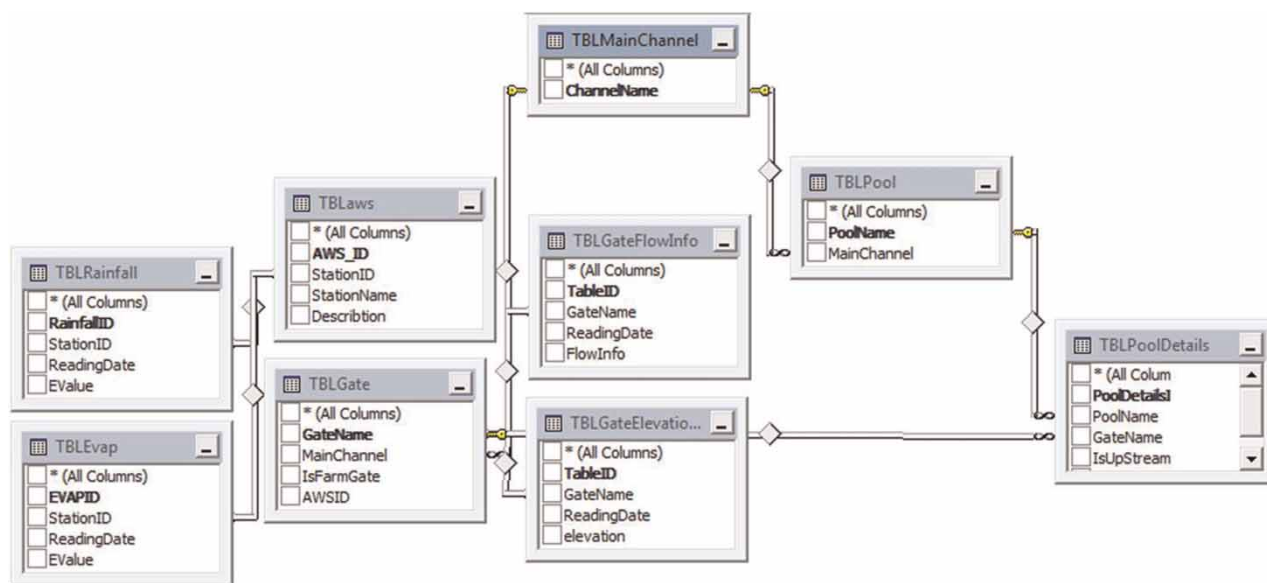 TBLMainChannel
* (All Columns)
ChannelName
TBLPool
* (All Columns)
PoolName
MainChannel
TBLaws
* (All Columns)
AWS_ID
StationID
StationName
Describtion
TBLGateFlowInfo
* (All Columns)
TableID
GateName
ReadingDate
FlowInfo
TBLRainfall
* (All Columns)
RainfallID
StationID
ReadingDate
EValue
TBLPoolDetails
* (All Colum
PoolDetailsI
PoolName
GateName
IsUpStream
TBLGate
* (All Columns)
GateName
MainChannel
IsFarmGate
AWSID
TBLGateElevatio...
* (All Columns)
TableID
GateName
ReadingDate
elevation
TBLEvap
* (All Columns)
EVAPID
StationID
ReadingDate
EValue